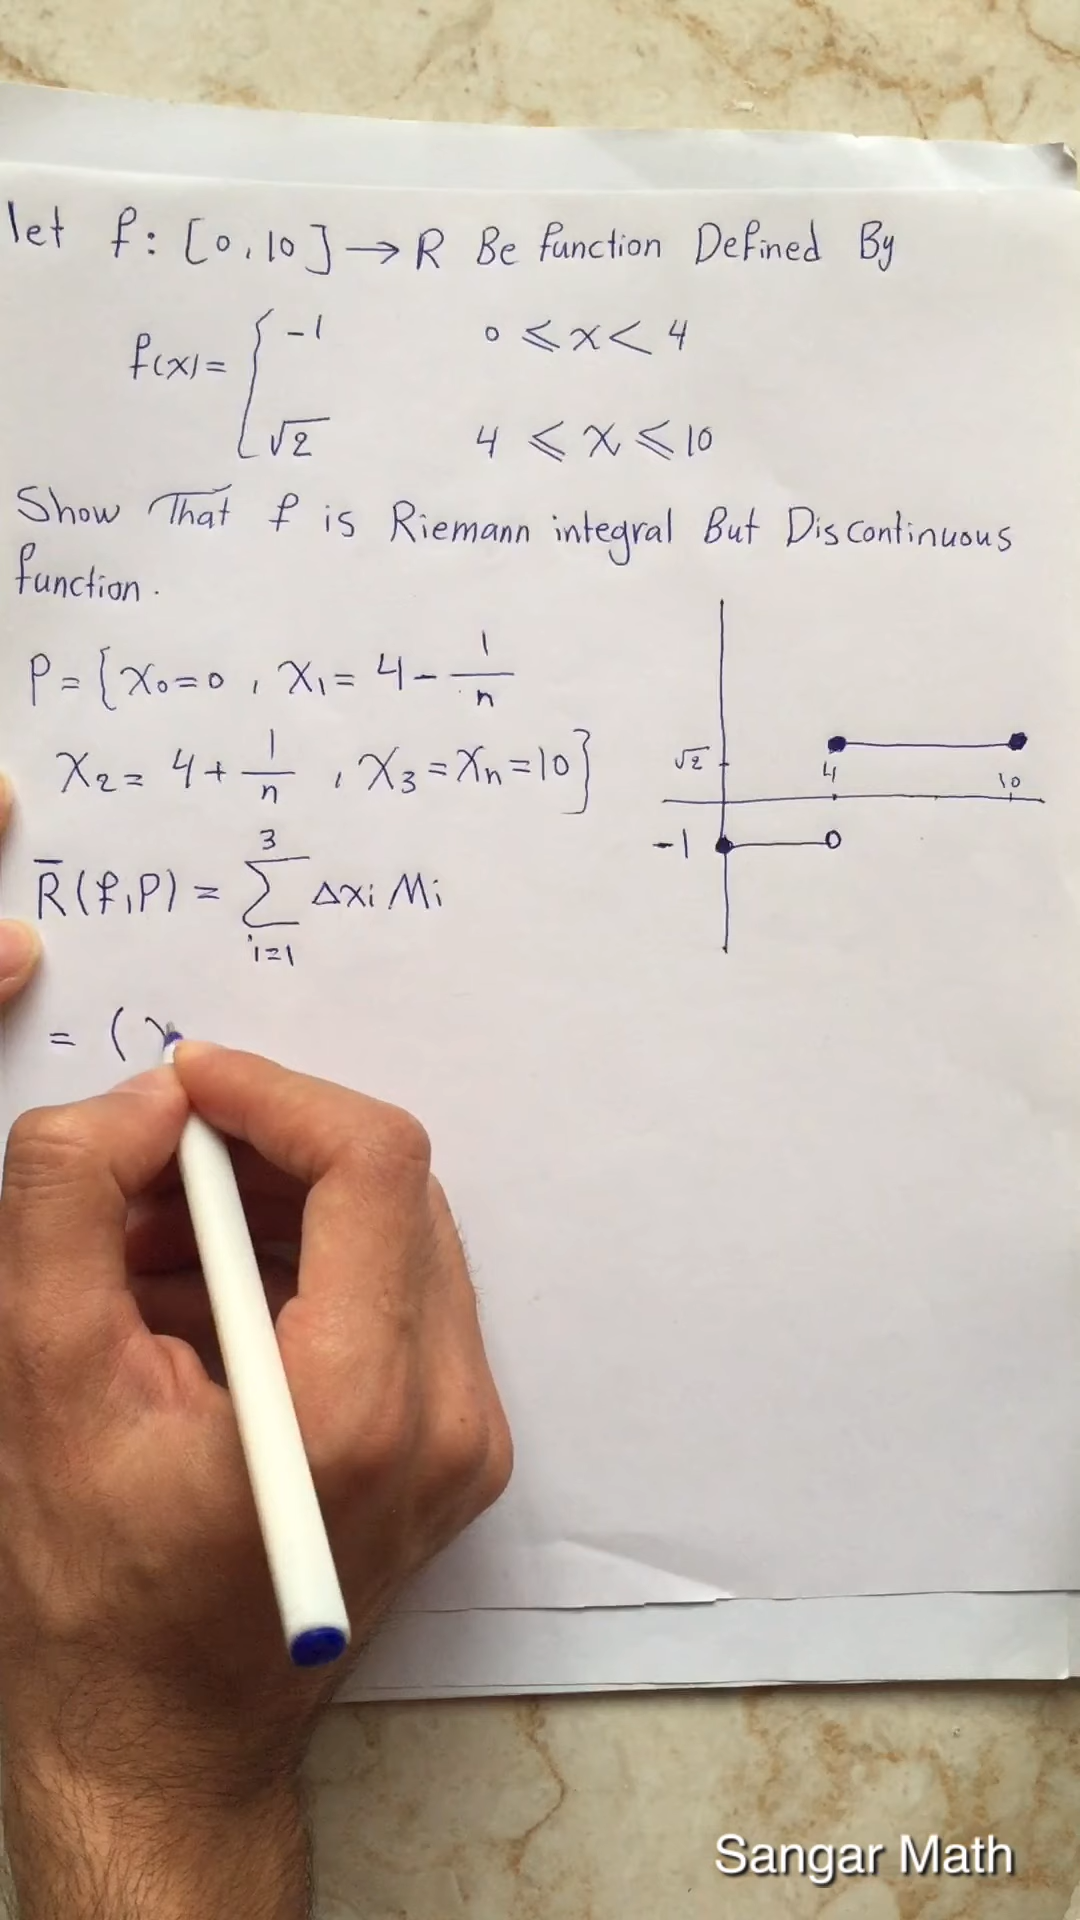 let f: [0, 10] → R Be function Defined By
f(x) = { -1 0 ⩽ x < 4
√2 4 ⩽ x ⩽ 10
Show That f is Riemann integral But Discontinuous
function.
P = { x₀ = 0 , x₁ = 4 - 1/n
x₂ = 4 + 1/n , x₃ = xₙ = 10 }
√2 4 10
-1
R̄(f,P) = ∑_{i=1}^{3} Δxi Mi
= (
Sangar Math